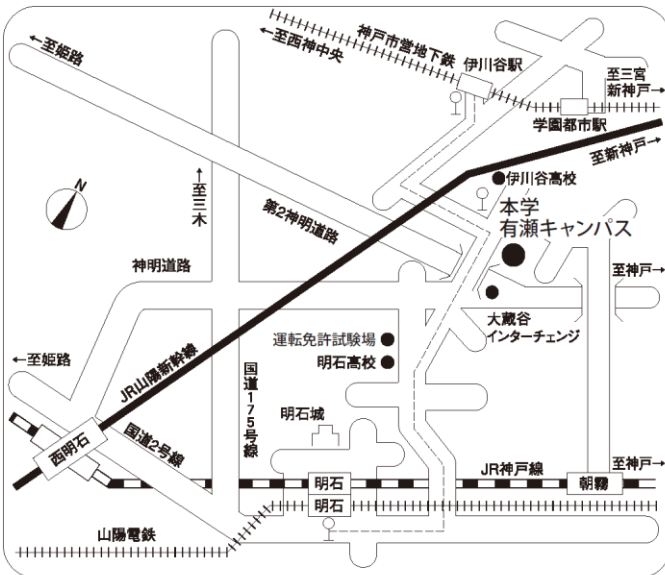 ←至姫路
←至西神中央
神戸市営地下鉄
伊川谷駅
至三宮
新神戸→
学園都市駅
至新神戸→
N
←至三木
第2神明道路
伊川谷高校
本学
有瀬キャンパス
神明道路
至神戸→
大蔵谷
インターチェンジ
運転免許試験場
明石高校
←至姫路
JR山陽新幹線
国道175号線
明石城
西明石
国道2号線
JR神戸線
至神戸→
明石
朝霧
明石
山陽電鉄